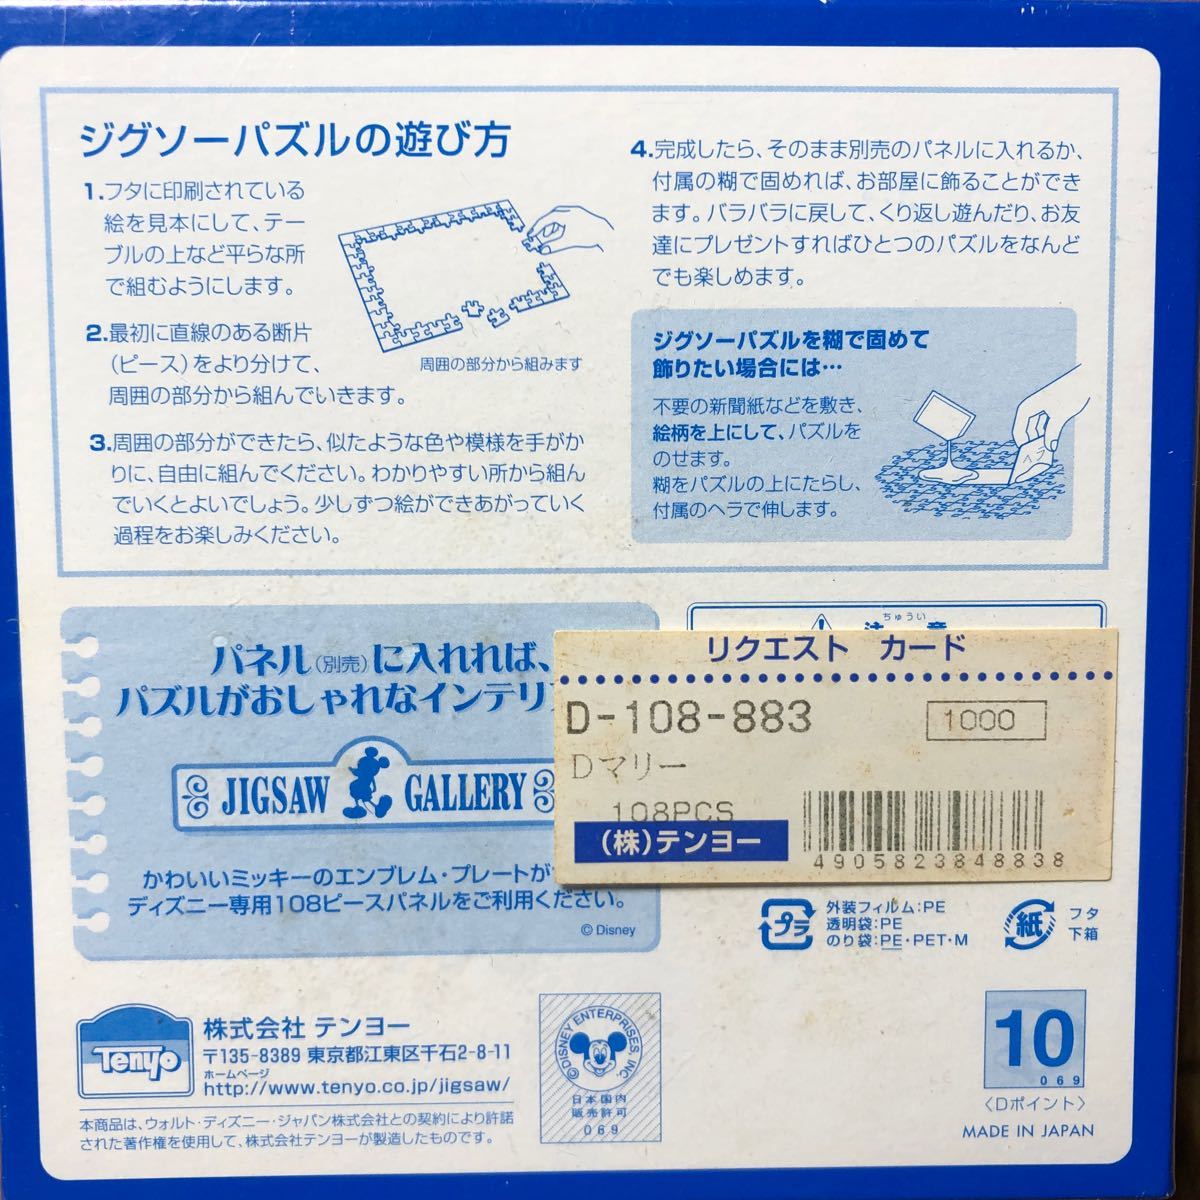 ジグソーパズルの遊び方
1.フタに印刷されている
絵を見本にして、テー
ブルの上など平らな所
で組むようにします。
2.最初に直線のある断片
(ピース)をより分けて、
周囲の部分から組んでいきます。
周囲の部分から組みます
3.周囲の部分ができたら、似たような色や模様を手がか
りに、自由に組んでください。わかりやすい所から組ん
でいくとよいでしょう。少しずつ絵ができあがっていく
過程をお楽しみください。
4.完成したら、そのまま別売のパネルに入れるか、
付属の糊で固めれば、お部屋に飾ることができ
ます。バラバラに戻して、くり返し遊んだり、お友
達にプレゼントすればひとつのパズルをなんど
でも楽しめます。
ジグソーパズルを糊で固めて
飾りたい場合には…
不要の新聞紙などを敷き、
絵柄を上にして、パズルを
のせます。
糊をパズルの上にたらし、
付属のヘラで伸します。
ヘラ
パネル(別売)に入れれば、
パズルがおしゃれなインテリ
JIGSAW GALLERY
かわいいミッキーのエンブレム・プレートが
ディズニー専用108ピースパネルをご利用ください。
© Disney
ちゅうい
注 意
リクエスト カード
D-108-883
1000
Dマリー
108PCS
(株)テンヨー
4905823848838
プラ
外装フィルム:PE
透明袋:PE
のり袋:PE・PET・M
紙
フタ
下箱
Tenyo
株式会社 テンヨー
〒135-8389 東京都江東区千石2-8-11
ホームページ
http://www.tenyo.co.jp/jigsaw/
本商品は、ウォルト・ディズニー・ジャパン株式会社との契約により許諾
された著作権を使用して、株式会社テンヨーが製造したものです。
©DISNEY ENTERPRISES, INC.
日本国内
販売許可
069
10
069
〈Dポイント〉
MADE IN JAPAN